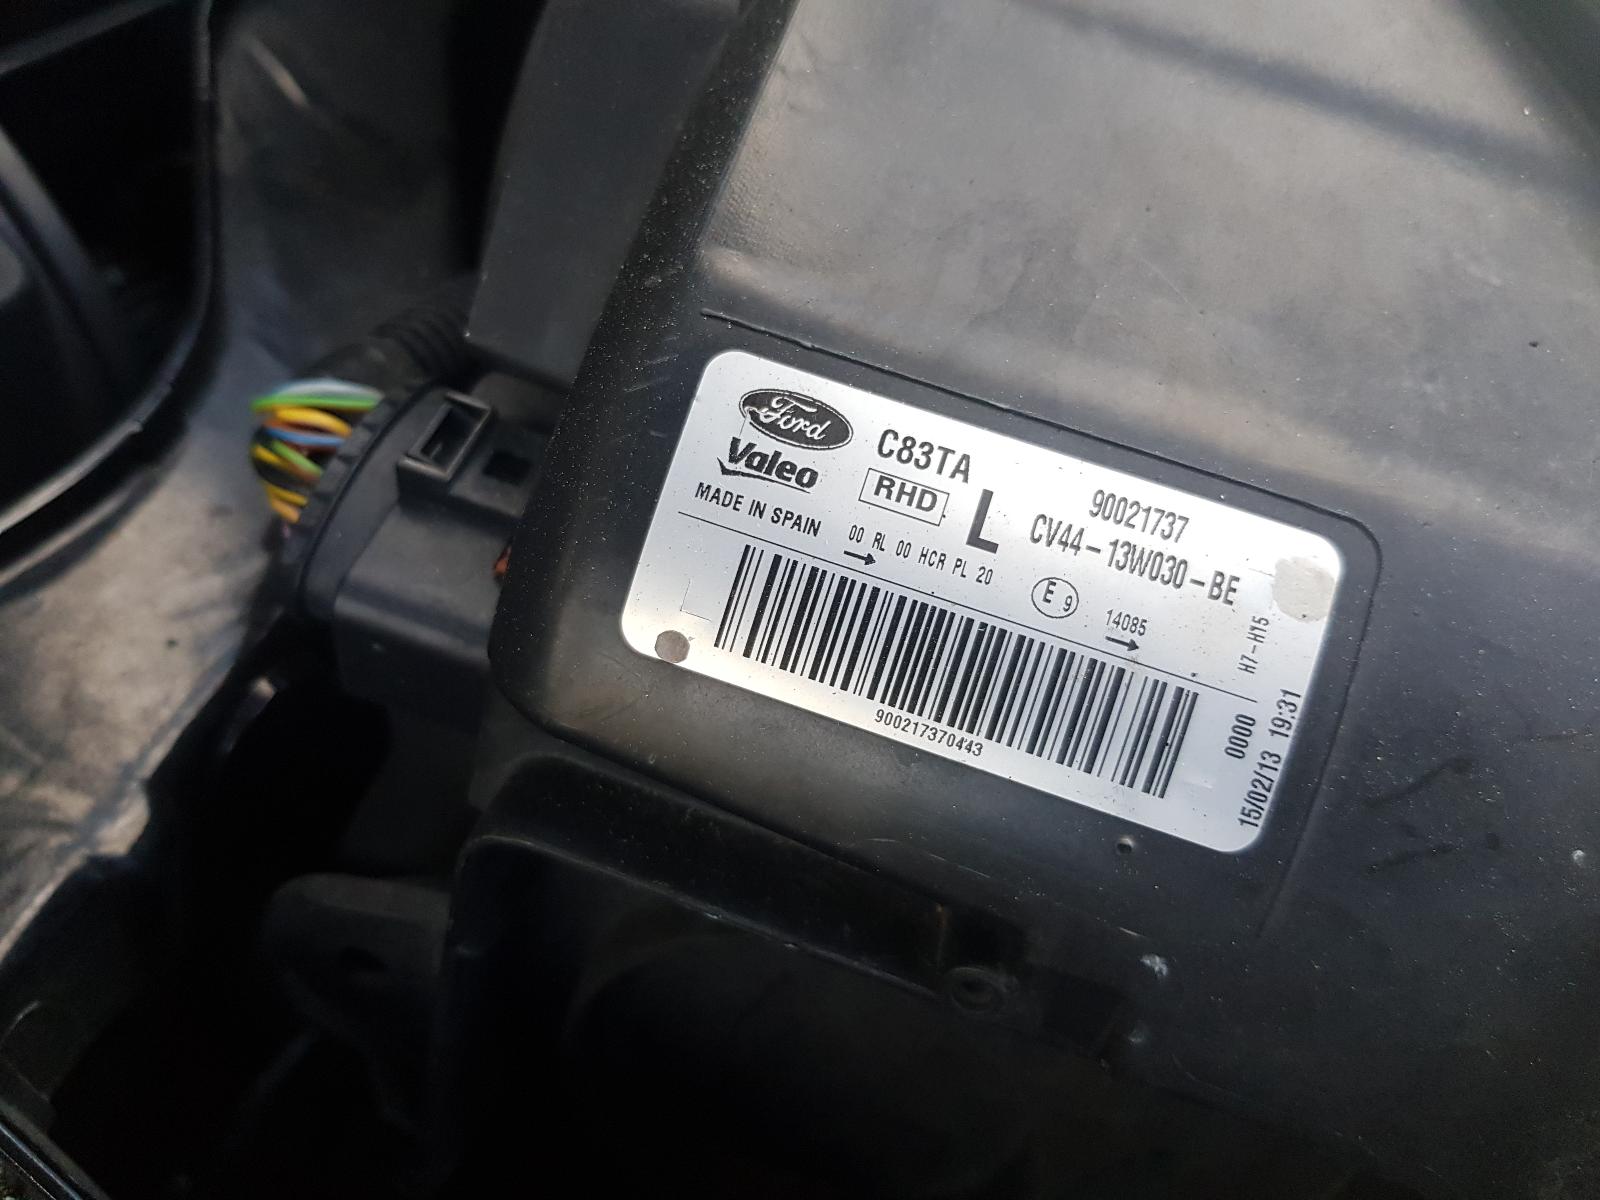 Ford
Valeo
MADE IN SPAIN
C83TA
RHD
L
90021737
CV44-13W030-BE
00 RL 00 HCR PL 20
E 9
14085
H7-H15
900217370443
0000
15/02/13 19:31